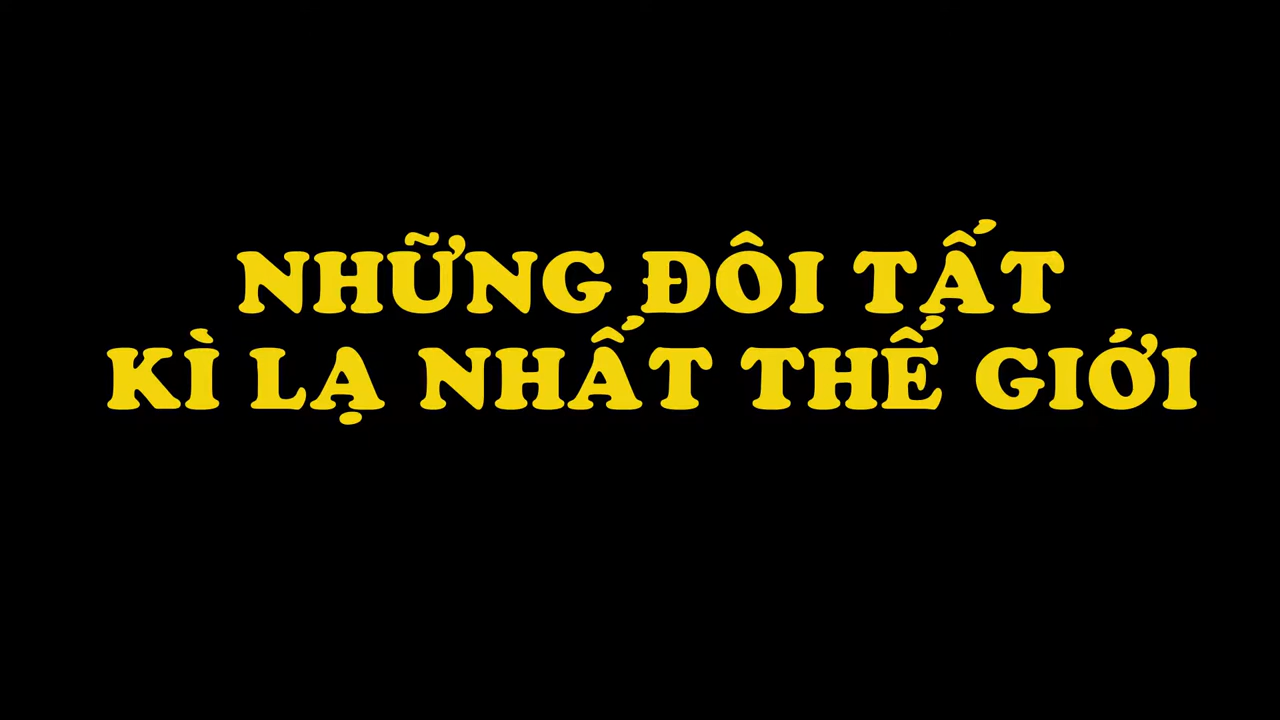 NHỮNG ĐÔI TẤT
KÌ LẠ NHẤT THẾ GIỚI